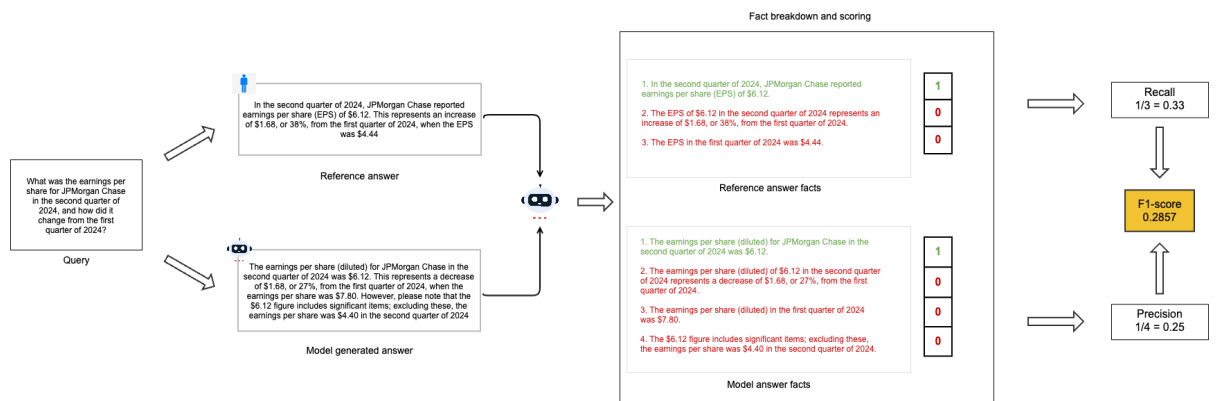 Fact breakdown and scoring
In the second quarter of 2024, JPMorgan Chase reported
earnings per share (EPS) of $6.12. This represents an increase
of $1.68, or 38%, from the first quarter of 2024, when the EPS
was $4.44
Reference answer
What was the earnings per
share for JPMorgan Chase
in the second quarter of
2024, and how did it
change from the first
quarter of 2024?
Query
The earnings per share (diluted) for JPMorgan Chase in the
second quarter of 2024 was $6.12. This represents a decrease
of $1.68, or 27%, from the first quarter of 2024, when the
earnings per share was $7.80. However, please note that the
$6.12 figure includes significant items; excluding these, the
earnings per share was $4.40 in the second quarter of 2024
Model generated answer
1. In the second quarter of 2024, JPMorgan Chase reported
earnings per share (EPS) of $6.12.
1
2. The EPS of $6.12 in the second quarter of 2024 represents an
increase of $1.68, or 38%, from the first quarter of 2024.
0
3. The EPS in the first quarter of 2024 was $4.44.
0
Reference answer facts
1. The earnings per share (diluted) for JPMorgan Chase in the
second quarter of 2024 was $6.12.
1
2. The earnings per share (diluted) of $6.12 in the second quarter
of 2024 represents a decrease of $1.68, or 27%, from the first
quarter of 2024.
0
3. The earnings per share (diluted) in the first quarter of 2024
was $7.80.
0
4. The $6.12 figure includes significant items; excluding these,
the earnings per share was $4.40 in the second quarter of 2024.
0
Model answer facts
Recall
1/3 = 0.33
F1-score
0.2857
Precision
1/4 = 0.25